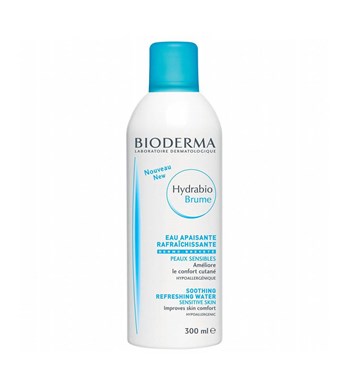 BIODERMA
LABORATOIRE DERMATOLOGIQUE
Nouveau
New
Hydrabio
Brume
EAU APAISANTE
RAFRAÎCHISSANTE
PEAUX SENSIBLES
Améliore
le confort cutané
HYPOALLERGÉNIQUE
SOOTHING
REFRESHING WATER
SENSITIVE SKIN
Improves skin comfort
HYPOALLERGENIC
300 ml e